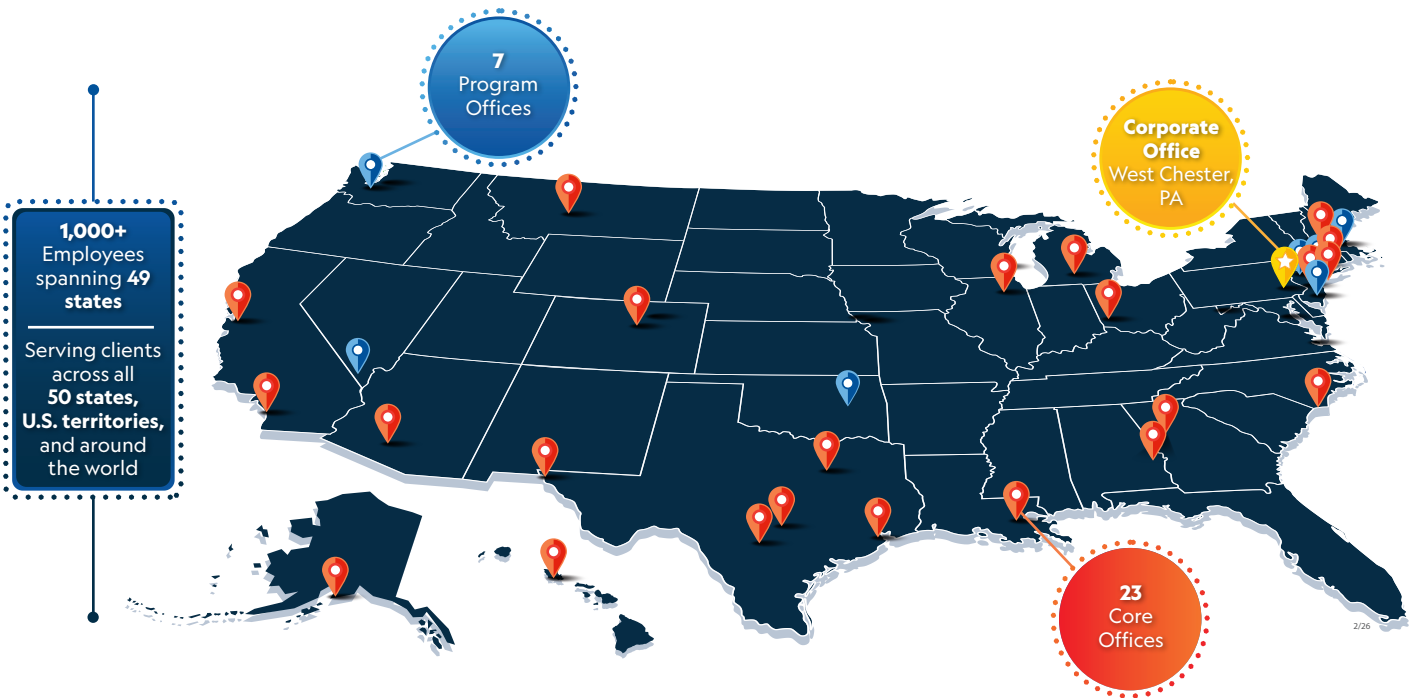 7
Program
Offices
Corporate
Office
West Chester,
PA
1,000+
Employees
spanning 49
states
Serving clients
across all
50 states,
U.S. territories,
and around
the world
23
Core
Offices
2/26